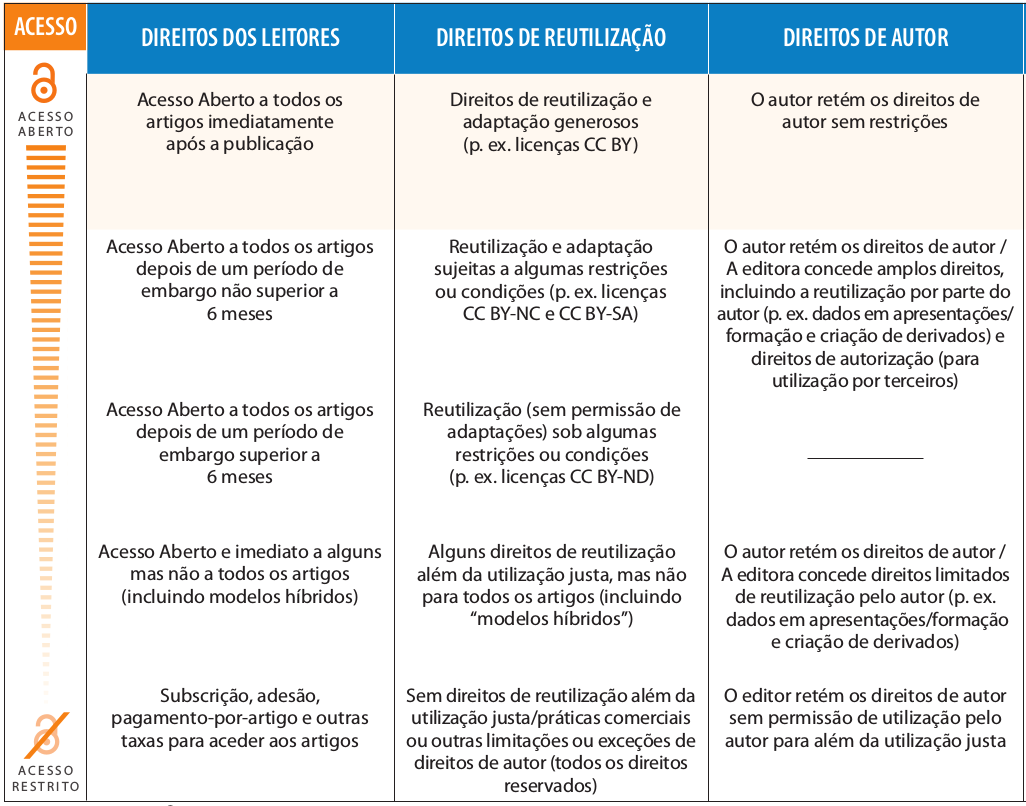 ACESSO
DIREITOS DOS LEITORES
DIREITOS DE REUTILIZAÇÃO
DIREITOS DE AUTOR
ACESSO
ABERTO
Acesso Aberto a todos os
artigos imediatamente
após a publicação
Direitos de reutilização e
adaptação generosos
(p. ex. licenças CC BY)
O autor retém os direitos de
autor sem restrições
Acesso Aberto a todos os artigos
depois de um período de
embargo não superior a
6 meses
Reutilização e adaptação
sujeitas a algumas restrições
ou condições (p. ex. licenças
CC BY-NC e CC BY-SA)
O autor retém os direitos de autor /
A editora concede amplos direitos,
incluindo a reutilização por parte do
autor (p. ex. dados em apresentações/
formação e criação de derivados) e
direitos de autorização (para
utilização por terceiros)
Acesso Aberto a todos os artigos
depois de um período de
embargo superior a
6 meses
Reutilização (sem permissão de
adaptações) sob algumas
restrições ou condições
(p. ex. licenças CC BY-ND)
Acesso Aberto e imediato a alguns
mas não a todos os artigos
(incluindo modelos híbridos)
Alguns direitos de reutilização
além da utilização justa, mas não
para todos os artigos (incluindo
“modelos híbridos”)
O autor retém os direitos de autor /
A editora concede direitos limitados
de reutilização pelo autor (p. ex.
dados em apresentações/formação
e criação de derivados)
Subscrição, adesão,
pagamento-por-artigo e outras
taxas para aceder aos artigos
Sem direitos de reutilização além da
utilização justa/práticas comerciais
ou outras limitações ou exceções de
direitos de autor (todos os direitos
reservados)
O editor retém os direitos de autor
sem permissão de utilização pelo
autor para além da utilização justa
ACESSO
RESTRITO